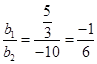 b₁/b₂ = (5/3)/−10 = −1/6